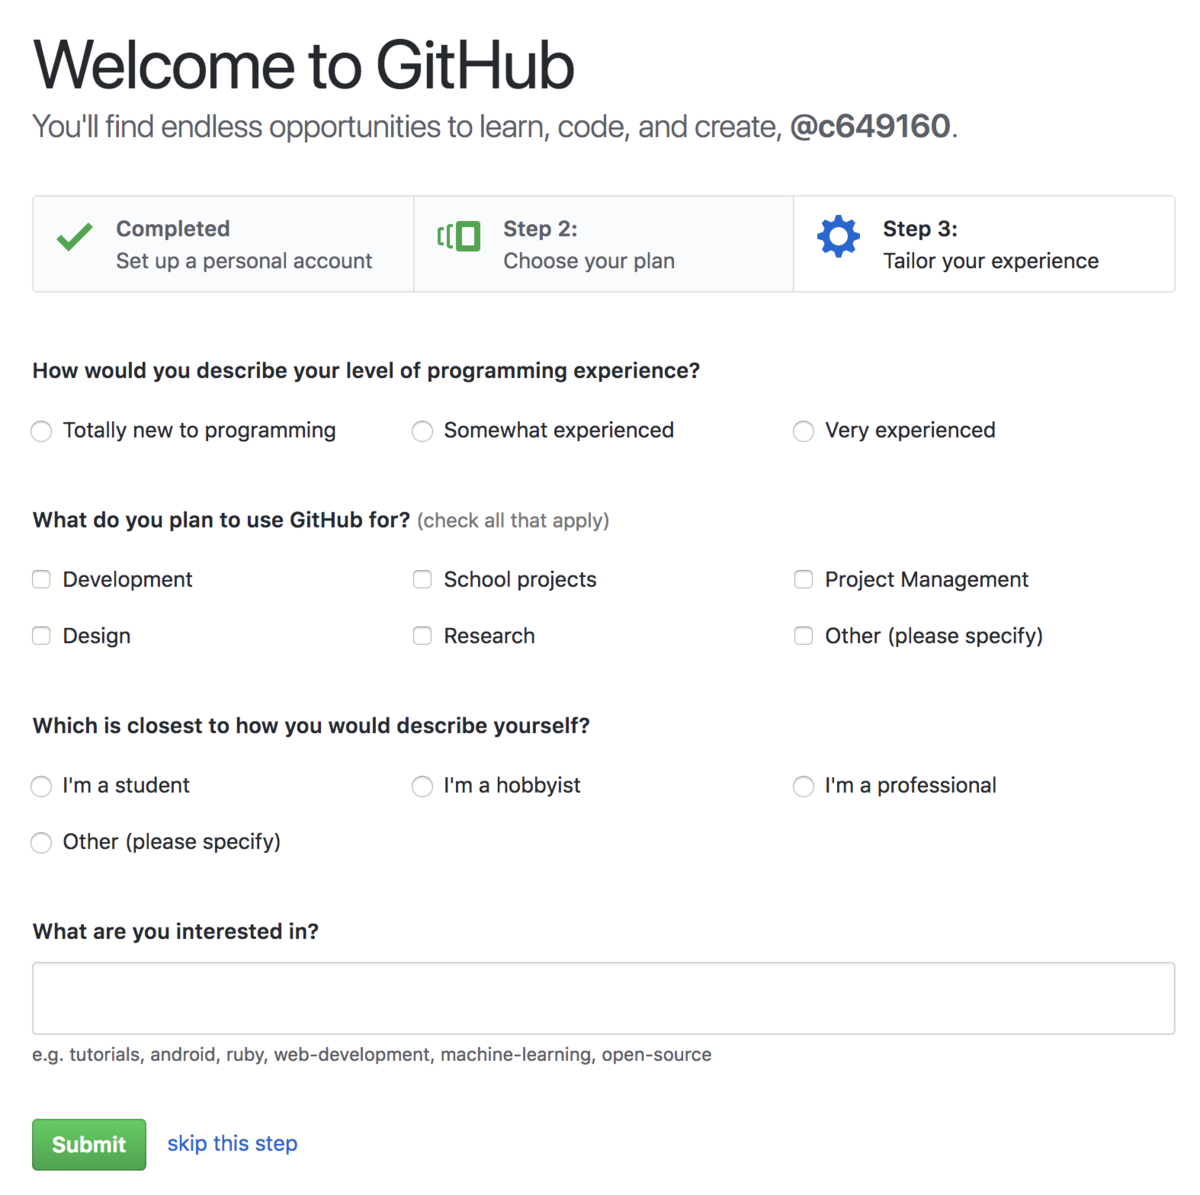 Welcome to GitHub
You'll find endless opportunities to learn, code, and create, @c649160.
Completed
Set up a personal account
Step 2:
Choose your plan
Step 3:
Tailor your experience
How would you describe your level of programming experience?
Totally new to programming
Somewhat experienced
Very experienced
What do you plan to use GitHub for? (check all that apply)
Development
School projects
Project Management
Design
Research
Other (please specify)
Which is closest to how you would describe yourself?
I'm a student
I'm a hobbyist
I'm a professional
Other (please specify)
What are you interested in?
e.g. tutorials, android, ruby, web-development, machine-learning, open-source
Submit
skip this step